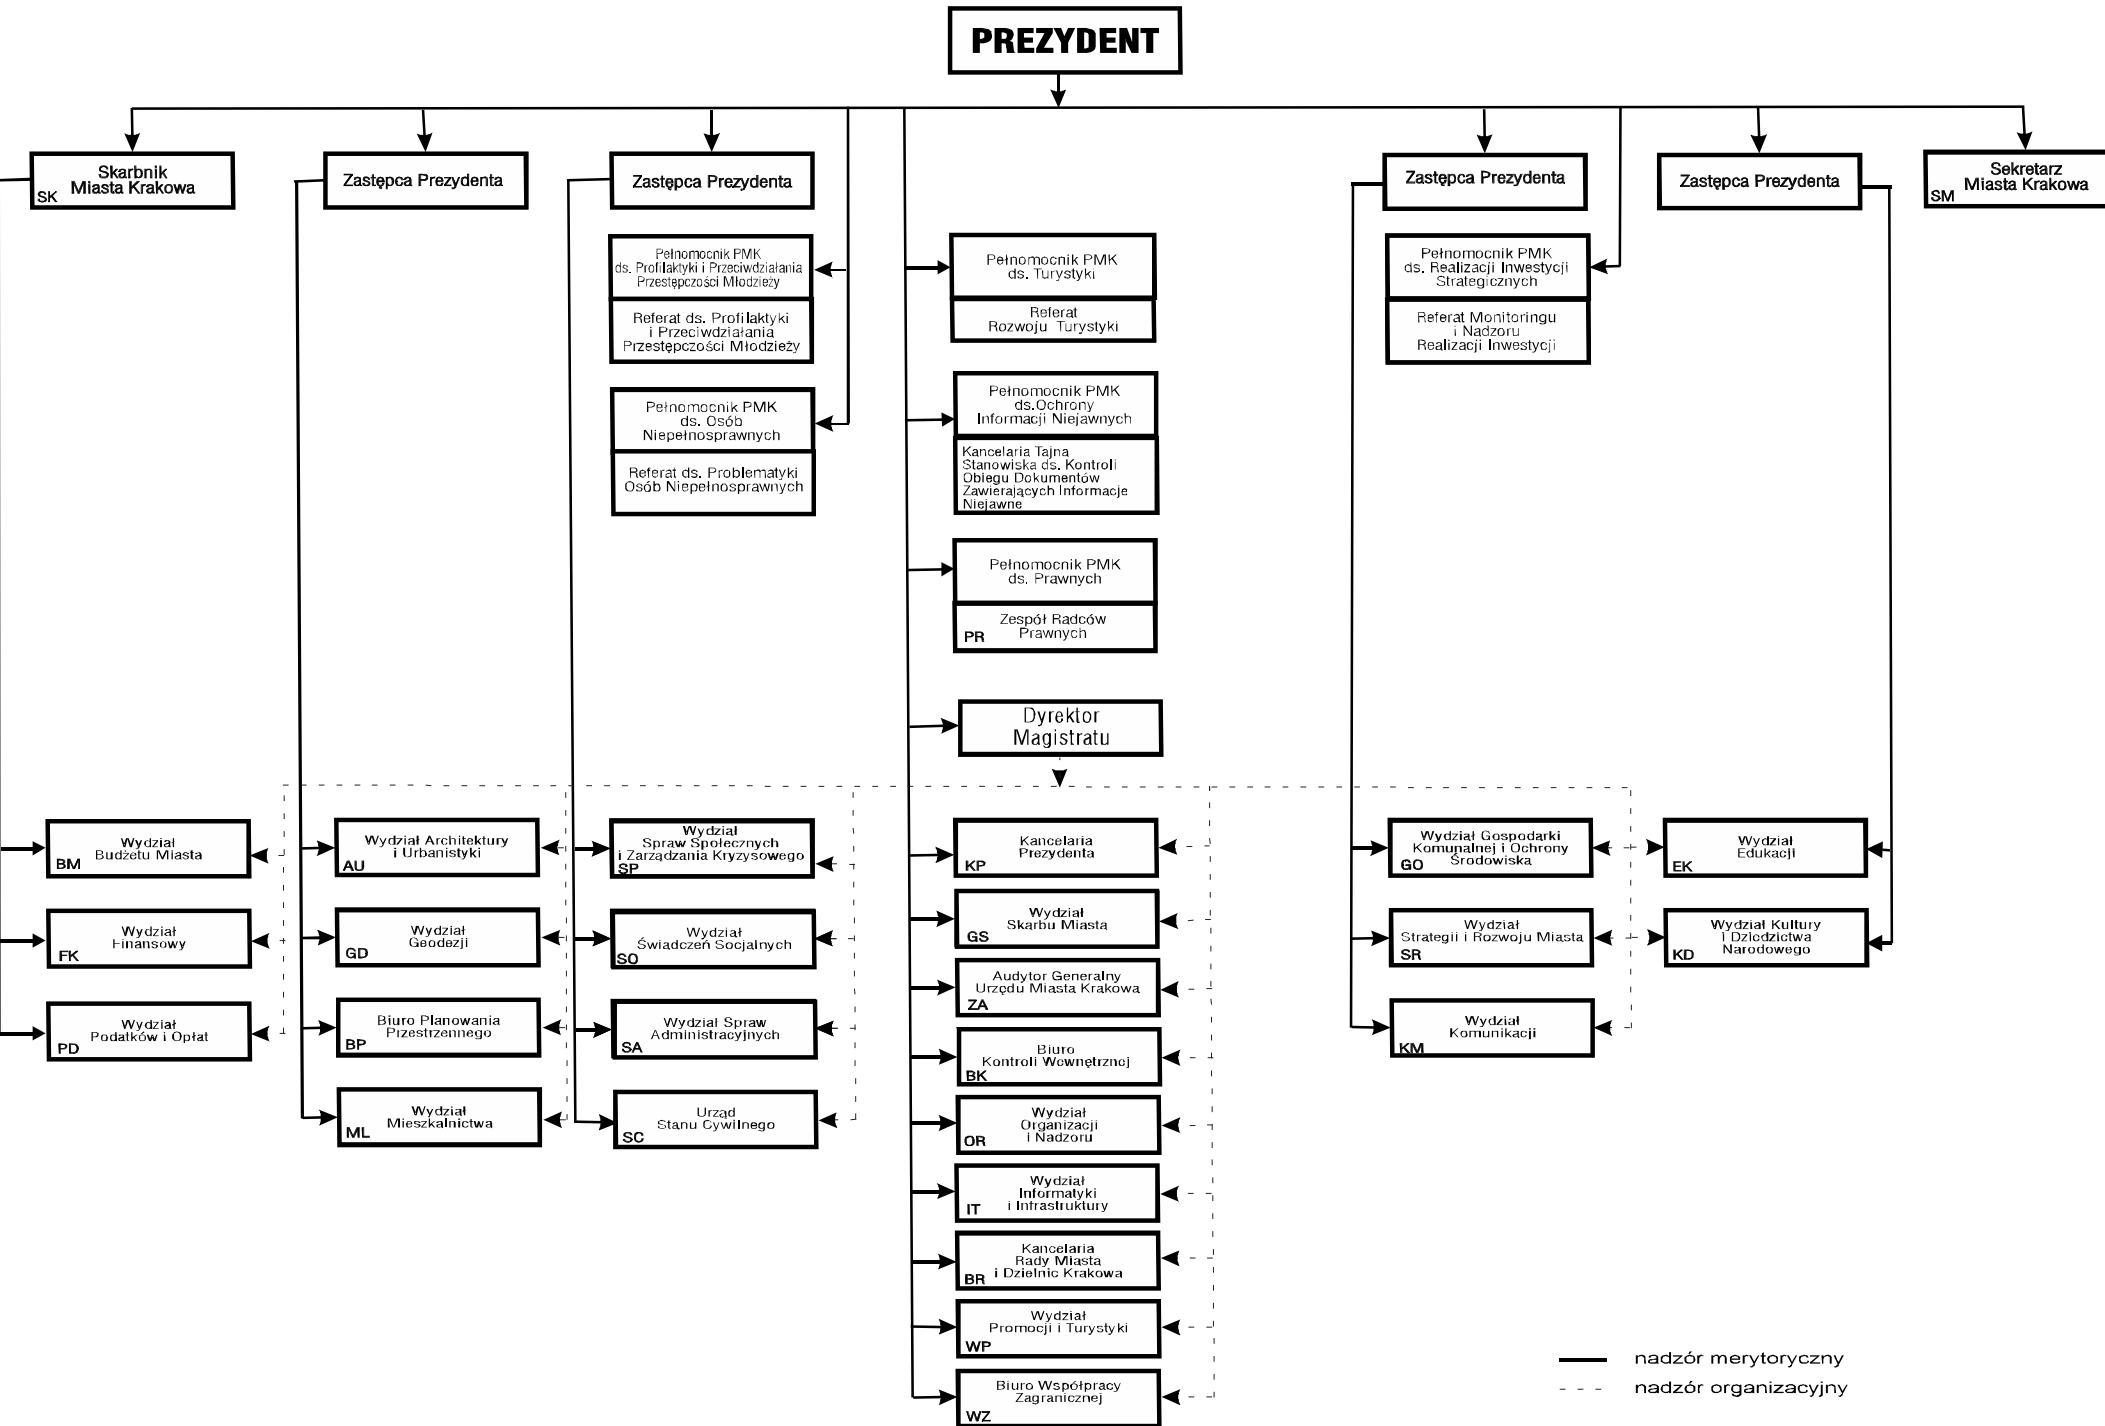 PREZYDENT
Skarbnik
Miasta Krakowa
SK
Zastępca Prezydenta
Zastępca Prezydenta
Zastępca Prezydenta
Zastępca Prezydenta
Sekretarz
Miasta Krakowa
SM
Pełnomocnik PMK
ds. Profilaktyki i Przeciwdziałania
Przestępczości Młodzieży
Referat ds. Profilaktyki
i Przeciwdziałania
Przestępczości Młodzieży
Pełnomocnik PMK
ds. Osób
Niepełnosprawnych
Referat ds. Problematyki
Osób Niepełnosprawnych
Pełnomocnik PMK
ds. Turystyki
Referat
Rozwoju Turystyki
Pełnomocnik PMK
ds.Ochrony
Informacji Niejawnych
Kancelaria Tajna
Stanowiska ds. Kontroli
Obiegu Dokumentów
Zawierających Informacje
Niejawne
Pełnomocnik PMK
ds. Prawnych
Zespół Radców
Prawnych
PR
Dyrektor
Magistratu
Pełnomocnik PMK
ds. Realizacji Inwestycji
Strategicznych
Referat Monitoringu
i Nadzoru
Realizacji Inwestycji
Wydział
Budżetu Miasta
BM
Wydział
Finansowy
FK
Wydział
Podatków i Opłat
PD
Wydział Architektury
i Urbanistyki
AU
Wydział
Geodezji
GD
Biuro Planowania
Przestrzennego
BP
Wydział
Mieszkalnictwa
ML
Wydział
Spraw Społecznych
i Zarządzania Kryzysowego
SP
Wydział
Świadczeń Socjalnych
SO
Wydział Spraw
Administracyjnych
SA
Urząd
Stanu Cywilnego
SC
Kancelaria
Prezydenta
KP
Wydział
Skarbu Miasta
GS
Audytor Generalny
Urzędu Miasta Krakowa
ZA
Biuro
Kontroli Wewnętrznej
BK
Wydział
Organizacji
i Nadzoru
OR
Wydział
Informatyki
i Infrastruktury
IT
Kancelaria
Rady Miasta
i Dzielnic Krakowa
BR
Wydział
Promocji i Turystyki
WP
Biuro Współpracy
Zagranicznej
WZ
Wydział Gospodarki
Komunalnej i Ochrony
Środowiska
GO
Wydział
Strategii i Rozwoju Miasta
SR
Wydział
Komunikacji
KM
Wydział
Edukacji
EK
Wydział Kultury
i Dziedzictwa
Narodowego
KD
nadzór merytoryczny
nadzór organizacyjny